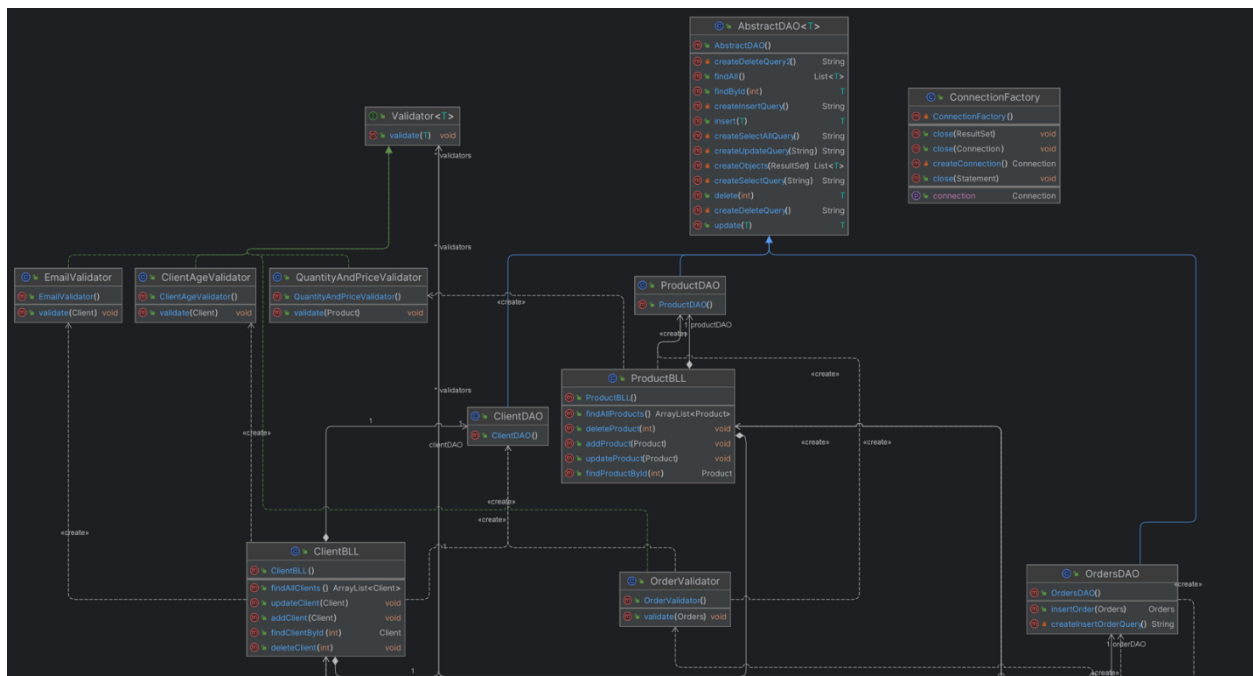 AbstractDAO<T>
AbstractDAO()
createDeleteQuery2() String
findAll() List<T>
findById(int) T
createInsertQuery() String
insert(T) T
createSelectAllQuery() String
createUpdateQuery(String) String
createObjects(ResultSet) List<T>
createSelectQuery(String) String
delete(int) T
createDeleteQuery() String
update(T) T
ConnectionFactory
ConnectionFactory()
close(ResultSet) void
close(Connection) void
createConnection() Connection
close(Statement) void
connection Connection
Validator<T>
validate(T) void
* validators
* validators
EmailValidator
EmailValidator()
validate(Client) void
ClientAgeValidator
ClientAgeValidator()
validate(Client) void
QuantityAndPriceValidator
QuantityAndPriceValidator()
validate(Product) void
ProductDAO
ProductDAO()
«create»
1 productDAO
«create»
«create»
ProductBLL
ProductBLL()
findAllProducts() ArrayList<Product>
deleteProduct(int) void
addProduct(Product) void
updateProduct(Product) void
findProductById(int) Product
* validators
ClientDAO
ClientDAO()
1
1
clientDAO
«create»
«create»
«create»
«create»
«create»
«create»
1
ClientBLL
ClientBLL()
findAllClients() ArrayList<Client>
updateClient(Client) void
addClient(Client) void
findClientById(int) Client
deleteClient(int) void
1
OrderValidator
OrderValidator()
validate(Orders) void
OrdersDAO
OrdersDAO()
insertOrder(Orders) Orders
createInsertOrderQuery() String
«create»
1 orderDAO
«create»